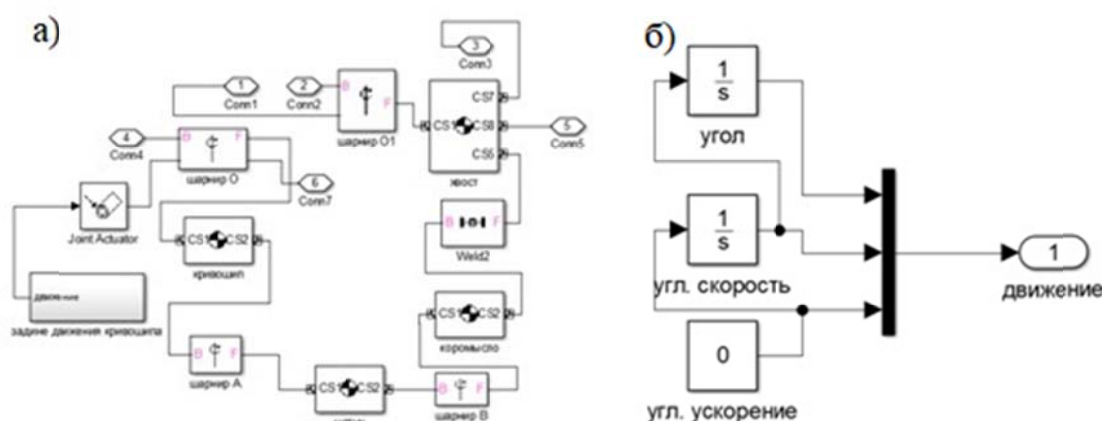 а)
3
Conn3
1
Conn1
2
Conn2
B
F
шарнир O1
CS7
CS1
CS8
CS5
хвост
5
Conn5
4
Conn4
B
F
шарнир O
6
Conn7
Joint Actuator
CS1
CS2
кривошип
B
F
Weld2
движение
задние движения кривошипа
CS1
CS2
коромысло
B
F
шарнир A
CS1
CS2
B
F
шарнир B
б)
1
s
угол
1
s
угл. скорость
0
угл. ускорение
1
движение